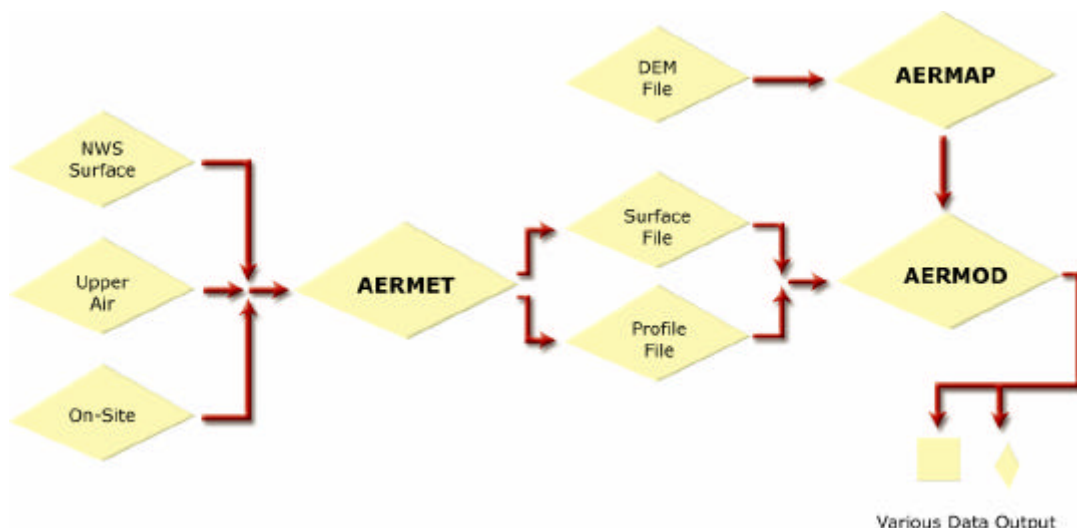 DEM
File
AERMAP
NWS
Surface
Surface
File
Upper
Air
AERMET
AERMOD
Profile
File
On-Site
Various Data Output